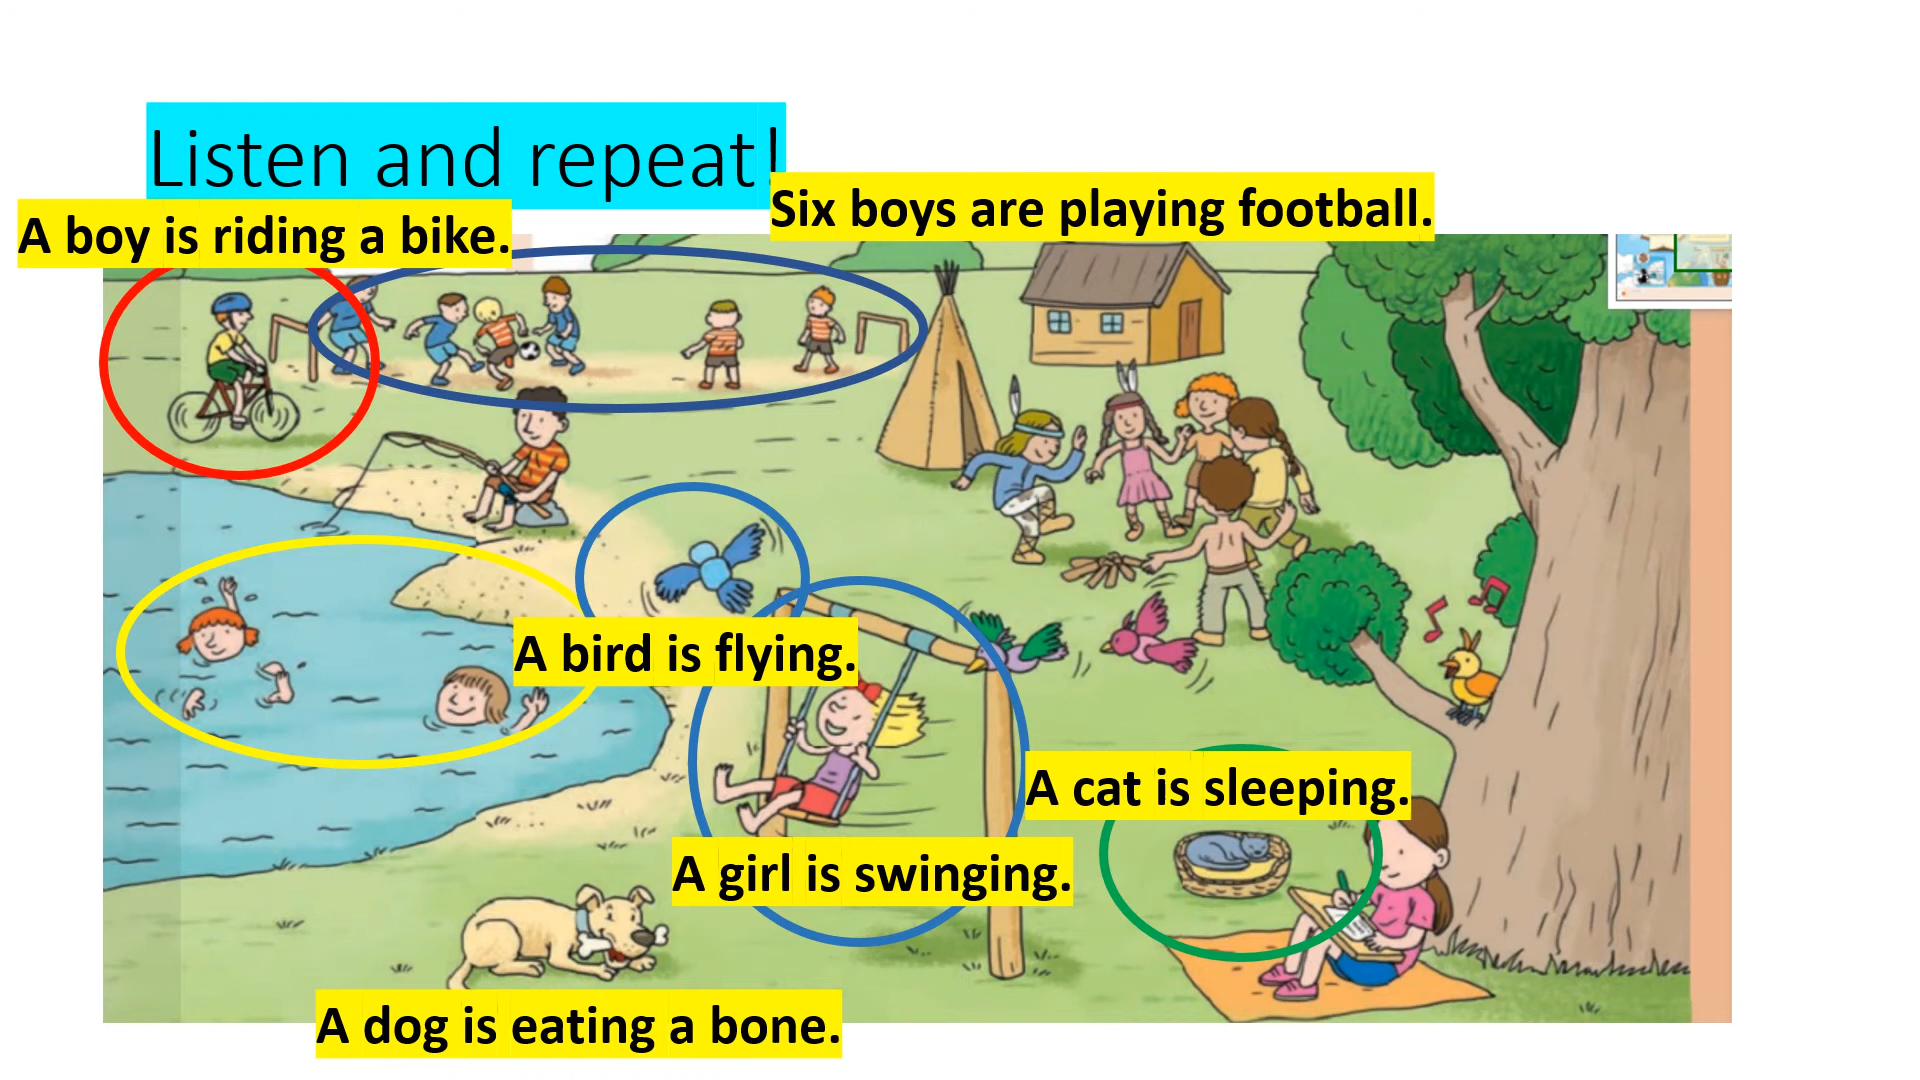 Listen and repeat!
Six boys are playing football.
A boy is riding a bike.
A bird is flying.
A cat is sleeping.
A girl is swinging.
A dog is eating a bone.